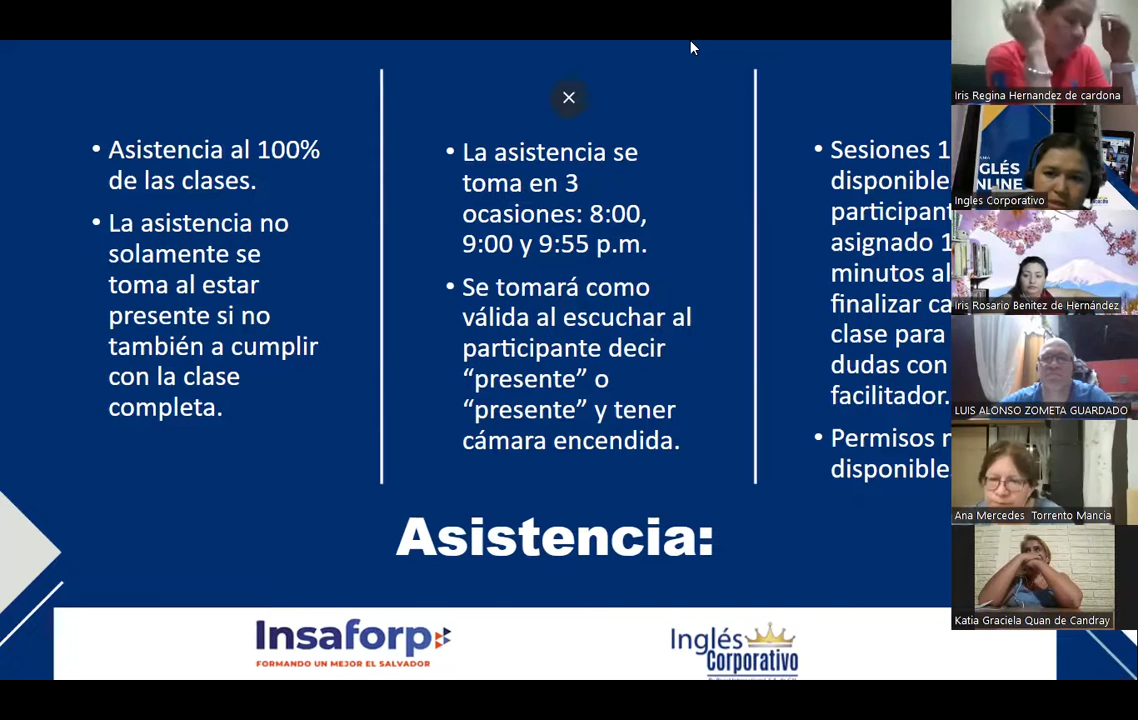 • Asistencia al 100%
de las clases.
• La asistencia no
solamente se
toma al estar
presente si no
también a cumplir
con la clase
completa.
• La asistencia se
toma en 3
ocasiones: 8:00,
9:00 y 9:55 p.m.
• Se tomará como
válida al escuchar al
participante decir
“presente” o
“presente” y tener
cámara encendida.
• Sesiones 1
disponible
participant
asignado 1
minutos al
finalizar ca
clase para
dudas con
facilitador.
• Permisos n
disponible
Asistencia:
Insaforp
FORMANDO UN MEJOR EL SALVADOR
Inglés
Corporativo
Iris Regina Hernandez de cardona
INGLÉS
ONLINE
Ingles Corporativo
Iris Rosario Benitez de Hernández
LUIS ALONSO ZOMETA GUARDADO
Ana Mercedes Torrento Mancia
Katia Graciela Quan de Candray